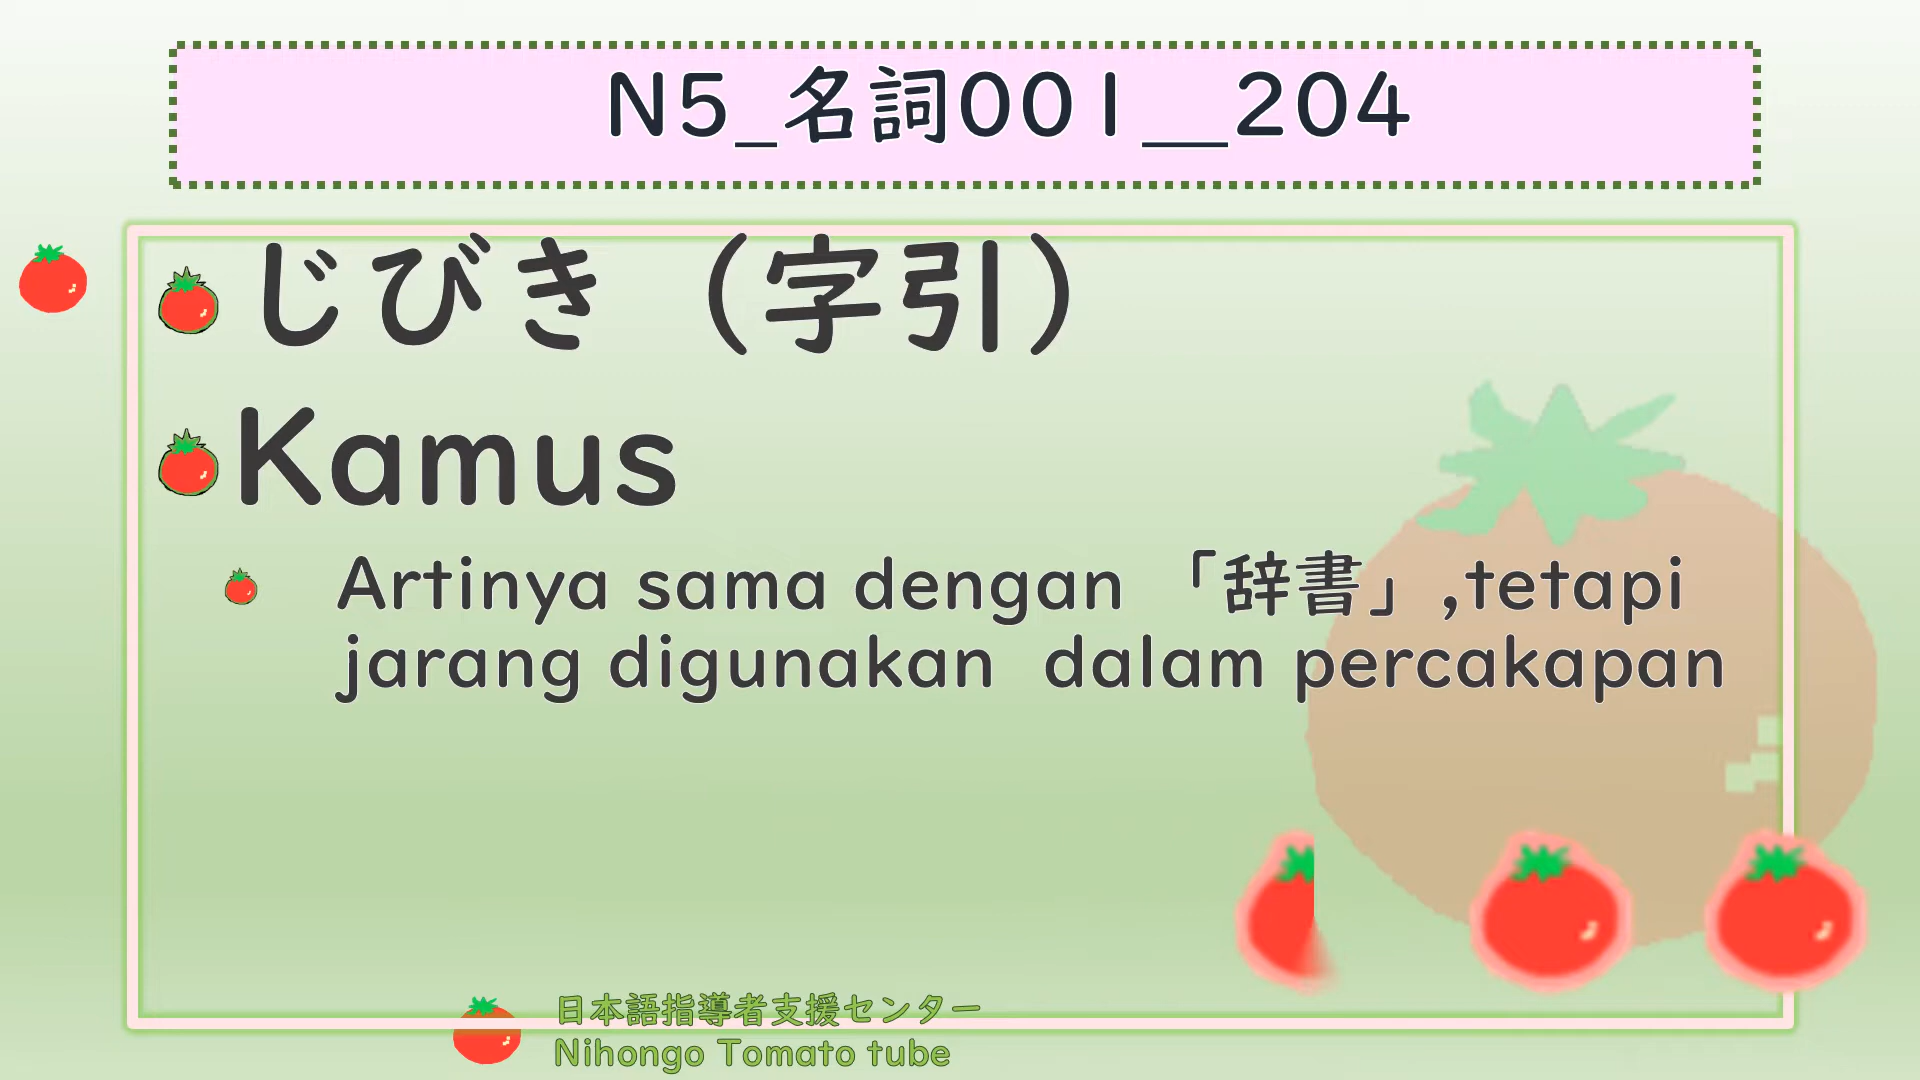 N5_名詞001__204
じびき（字引）
Kamus
Artinya sama dengan 「辞書」,tetapi
jarang digunakan  dalam percakapan
日本語指導者支援センター
Nihongo Tomato tube